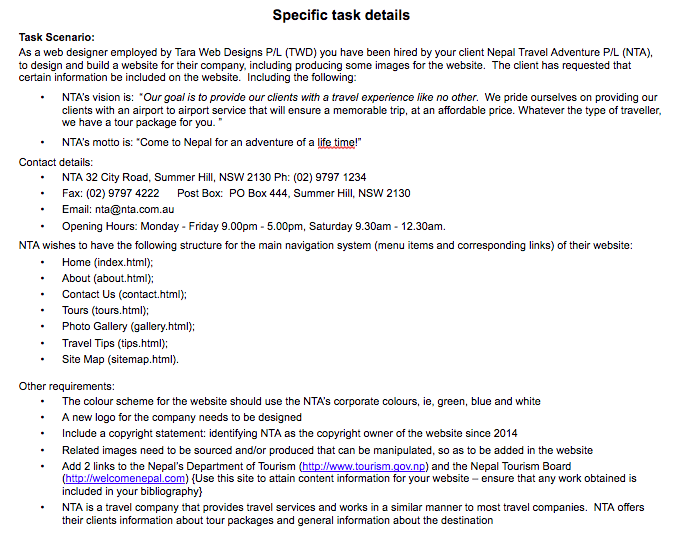 Specific task details
Task Scenario:
As a web designer employed by Tara Web Designs P/L (TWD) you have been hired by your client Nepal Travel Adventure P/L (NTA),
to design and build a website for their company, including producing some images for the website.  The client has requested that
certain information be included on the website.  Including the following:
• NTA's vision is:  “Our goal is to provide our clients with a travel experience like no other.  We pride ourselves on providing our
clients with an airport to airport service that will ensure a memorable trip, at an affordable price. Whatever the type of traveller,
we have a tour package for you. ”
• NTA's motto is: “Come to Nepal for an adventure of a life time!”
Contact details:
• NTA 32 City Road, Summer Hill, NSW 2130 Ph: (02) 9797 1234
• Fax: (02) 9797 4222      Post Box:  PO Box 444, Summer Hill, NSW 2130
• Email: nta@nta.com.au
• Opening Hours: Monday - Friday 9.00pm - 5.00pm, Saturday 9.30am - 12.30am.
NTA wishes to have the following structure for the main navigation system (menu items and corresponding links) of their website:
• Home (index.html);
• About (about.html);
• Contact Us (contact.html);
• Tours (tours.html);
• Photo Gallery (gallery.html);
• Travel Tips (tips.html);
• Site Map (sitemap.html).
Other requirements:
• The colour scheme for the website should use the NTA's corporate colours, ie, green, blue and white
• A new logo for the company needs to be designed
• Include a copyright statement: identifying NTA as the copyright owner of the website since 2014
• Related images need to be sourced and/or produced that can be manipulated, so as to be added in the website
• Add 2 links to the Nepal's Department of Tourism (http://www.tourism.gov.np) and the Nepal Tourism Board
(http://welcomenepal.com) {Use this site to attain content information for your website – ensure that any work obtained is
included in your bibliography}
• NTA is a travel company that provides travel services and works in a similar manner to most travel companies.  NTA offers
their clients information about tour packages and general information about the destination